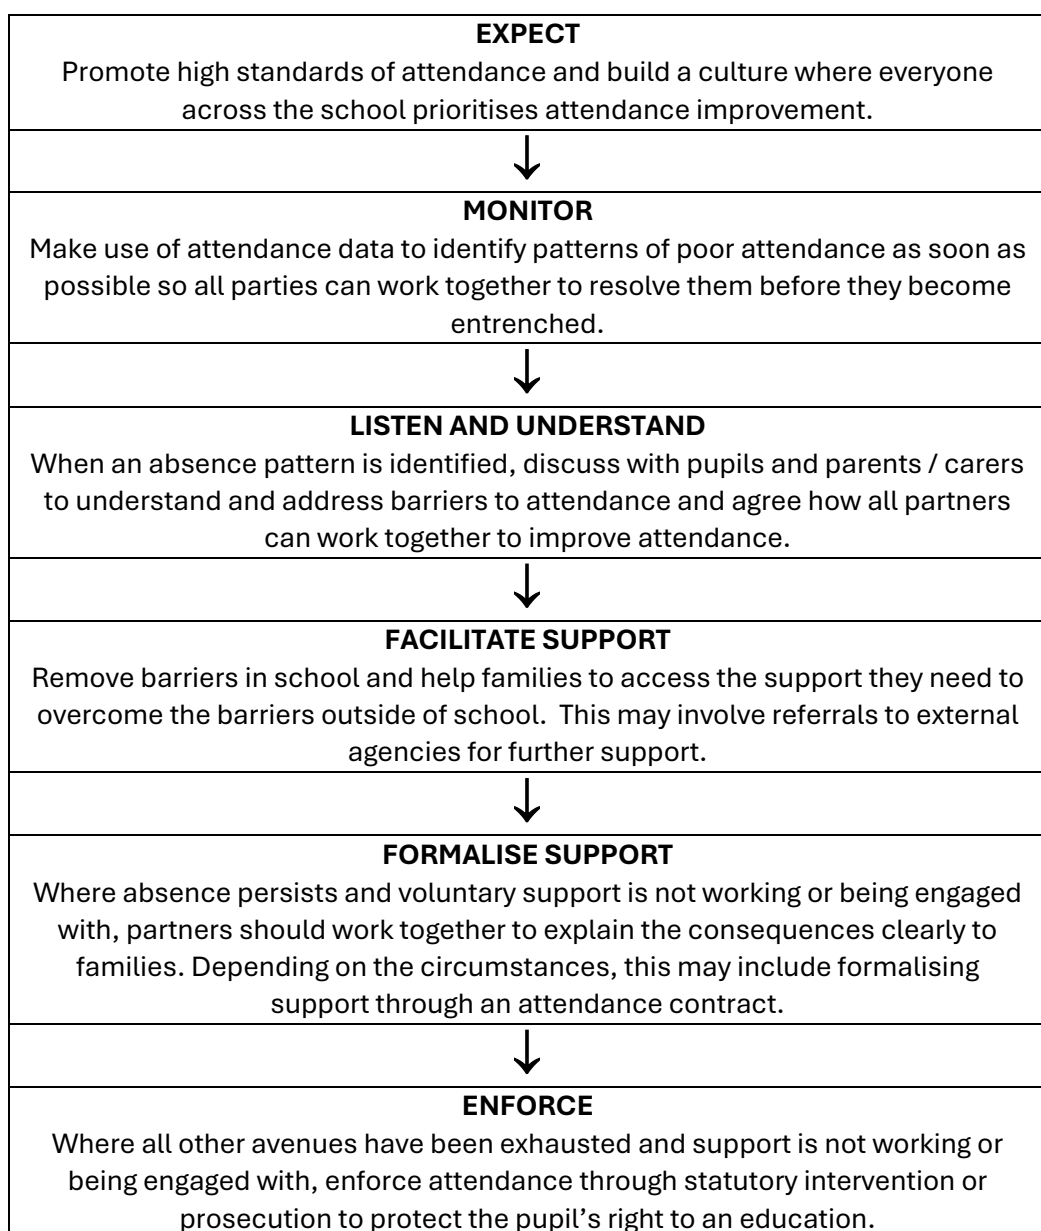 EXPECT
Promote high standards of attendance and build a culture where everyone
across the school prioritises attendance improvement.
↓
MONITOR
Make use of attendance data to identify patterns of poor attendance as soon as
possible so all parties can work together to resolve them before they become
entrenched.
↓
LISTEN AND UNDERSTAND
When an absence pattern is identified, discuss with pupils and parents / carers
to understand and address barriers to attendance and agree how all partners
can work together to improve attendance.
↓
FACILITATE SUPPORT
Remove barriers in school and help families to access the support they need to
overcome the barriers outside of school.  This may involve referrals to external
agencies for further support.
↓
FORMALISE SUPPORT
Where absence persists and voluntary support is not working or being engaged
with, partners should work together to explain the consequences clearly to
families. Depending on the circumstances, this may include formalising
support through an attendance contract.
↓
ENFORCE
Where all other avenues have been exhausted and support is not working or
being engaged with, enforce attendance through statutory intervention or
prosecution to protect the pupil’s right to an education.